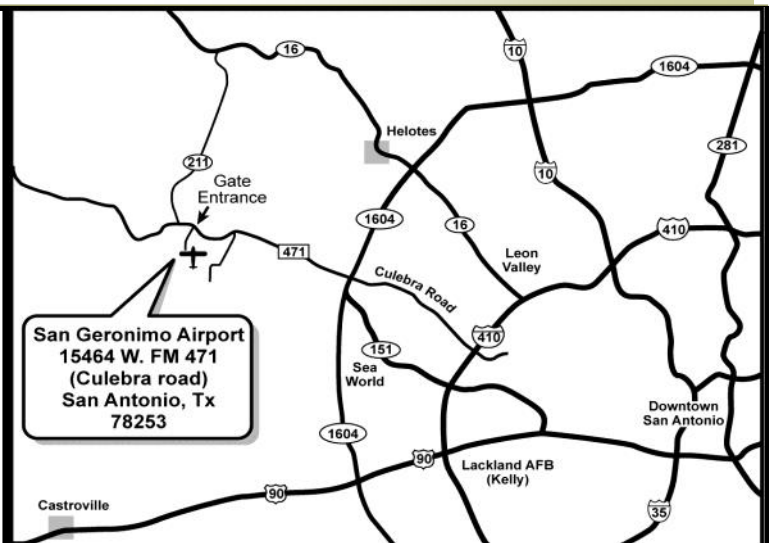 16
10
1604
Helotes
281
211
10
Gate
Entrance
1604
16
410
471
Leon
Valley
Culebra Road
San Geronimo Airport
15464 W. FM 471
(Culebra road)
San Antonio, Tx
78253
410
151
Sea
World
Downtown
San Antonio
1604
90
Lackland AFB
(Kelly)
90
Castroville
35